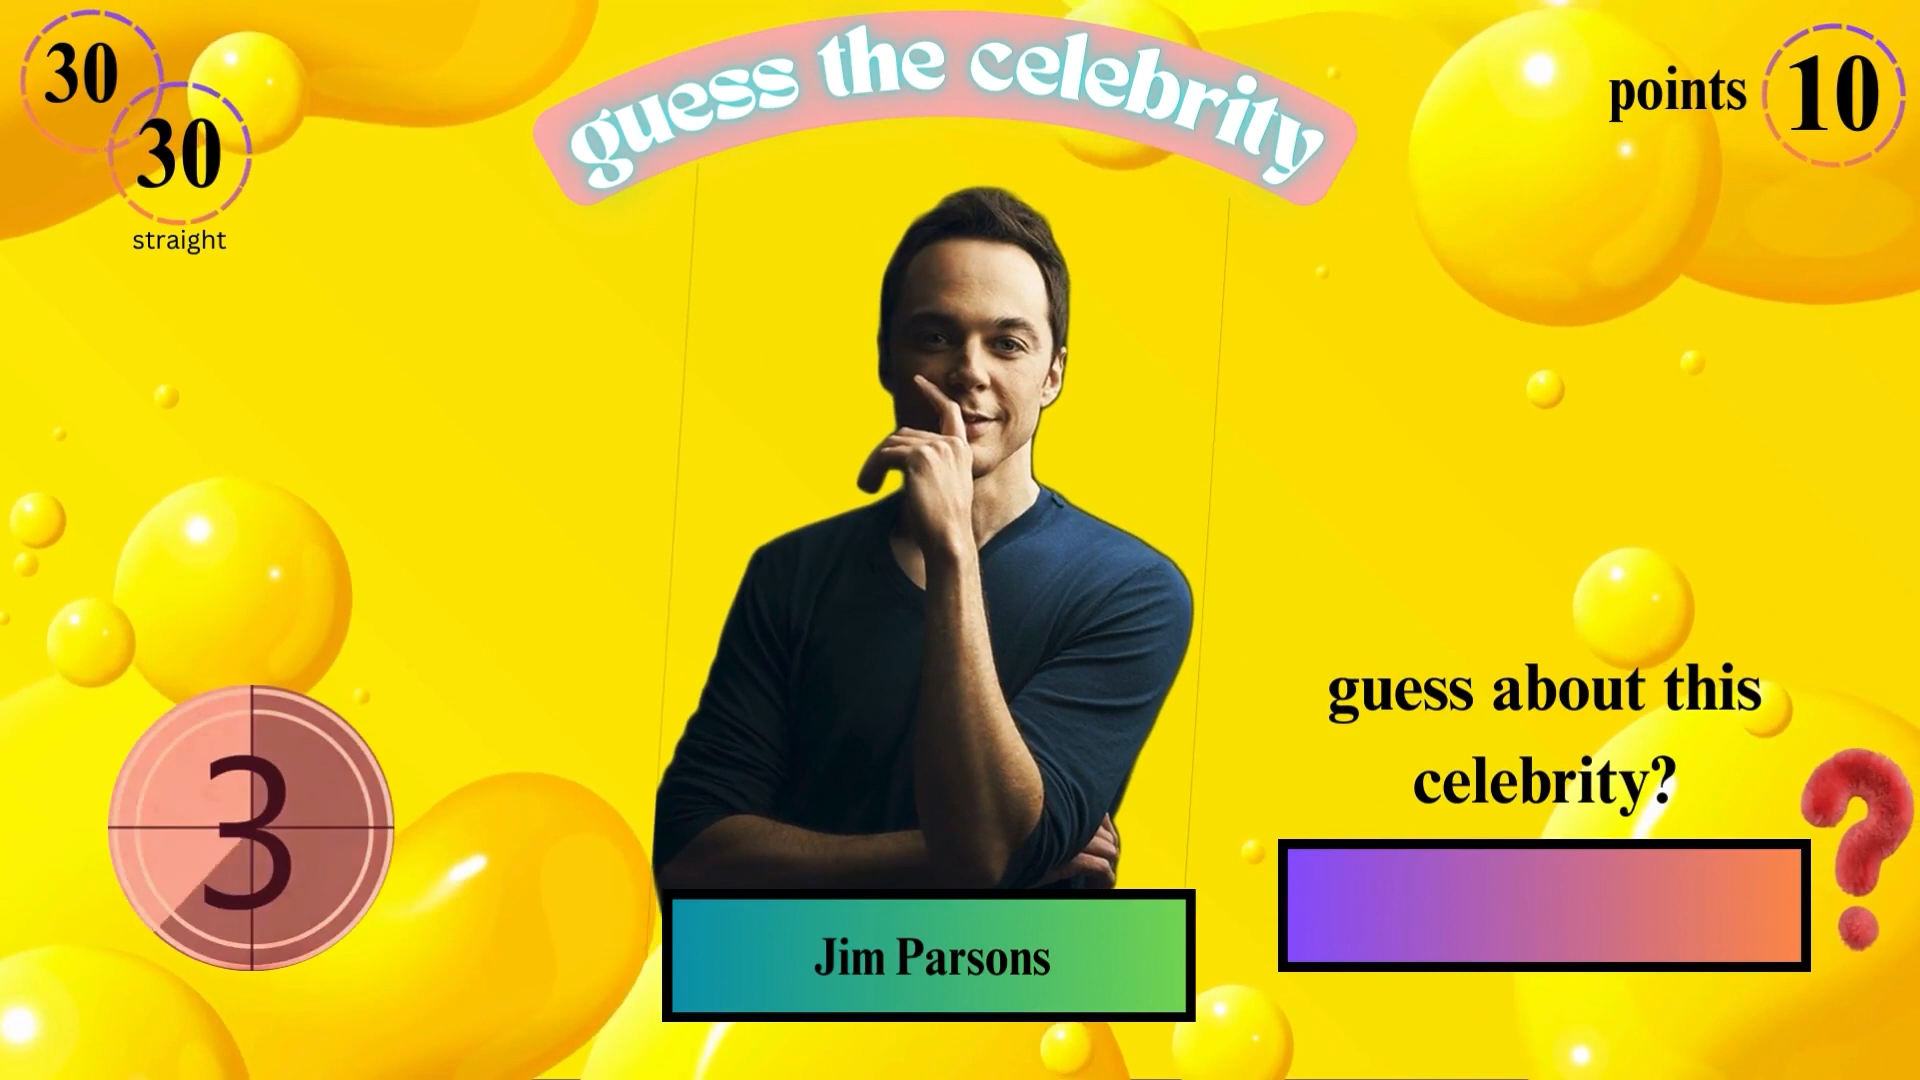 30
30
straight
guess the celebrity
points 10
guess about this
celebrity?
3
Jim Parsons